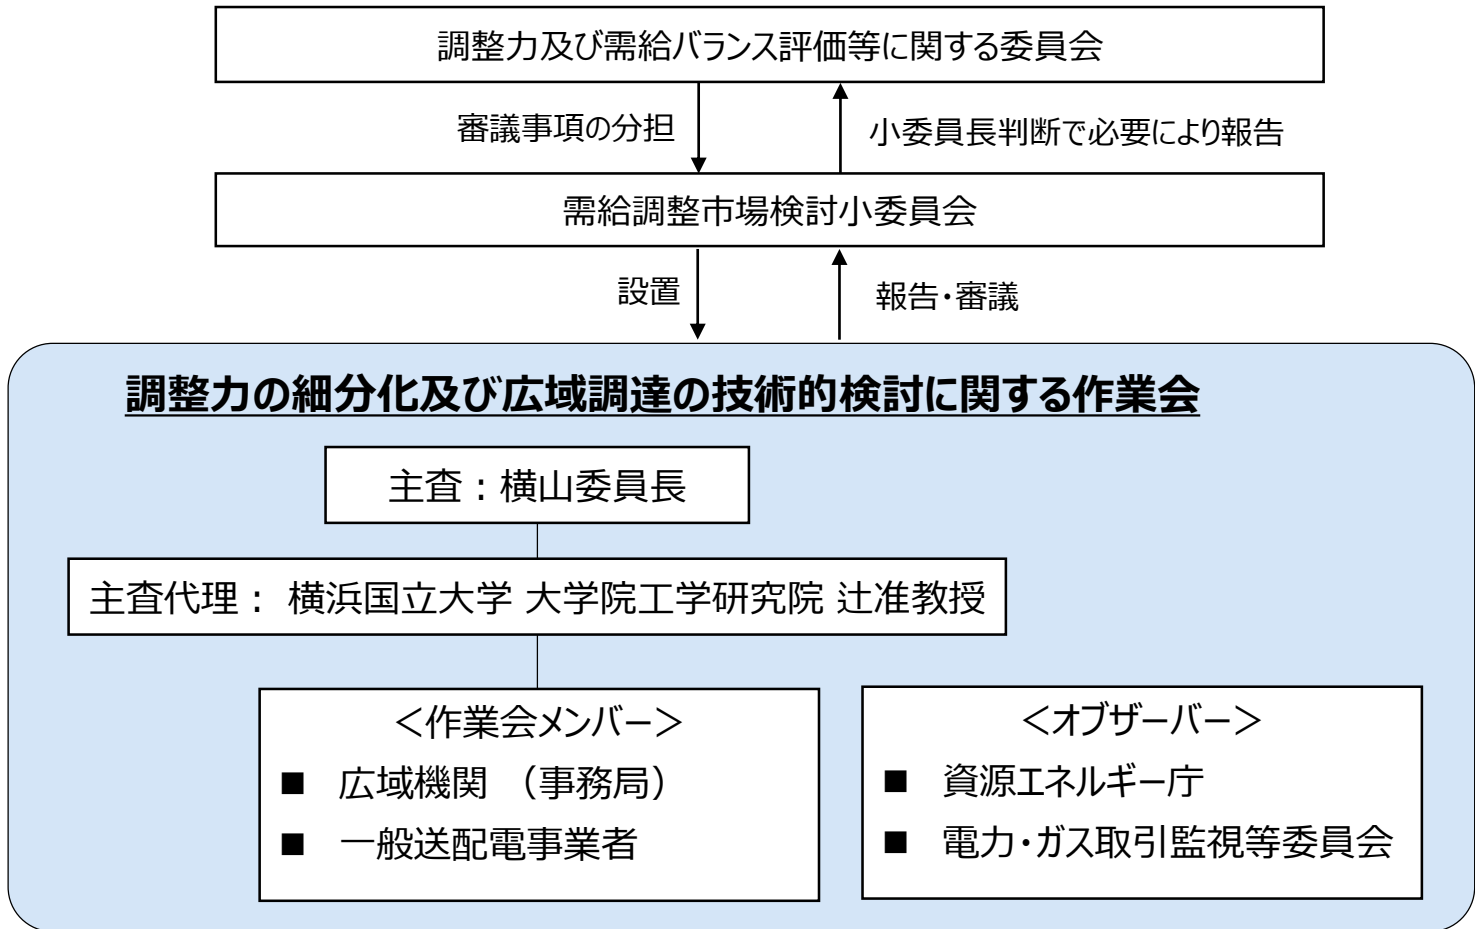 調整力及び需給バランス評価等に関する委員会
審議事項の分担
小委員長判断で必要により報告
需給調整市場検討小委員会
設置
報告・審議
調整力の細分化及び広域調達の技術的検討に関する作業会
主査：横山委員長
主査代理： 横浜国立大学 大学院工学研究院 辻准教授
＜作業会メンバー＞
■ 広域機関 （事務局）
■ 一般送配電事業者
＜オブザーバー＞
■ 資源エネルギー庁
■ 電力・ガス取引監視等委員会